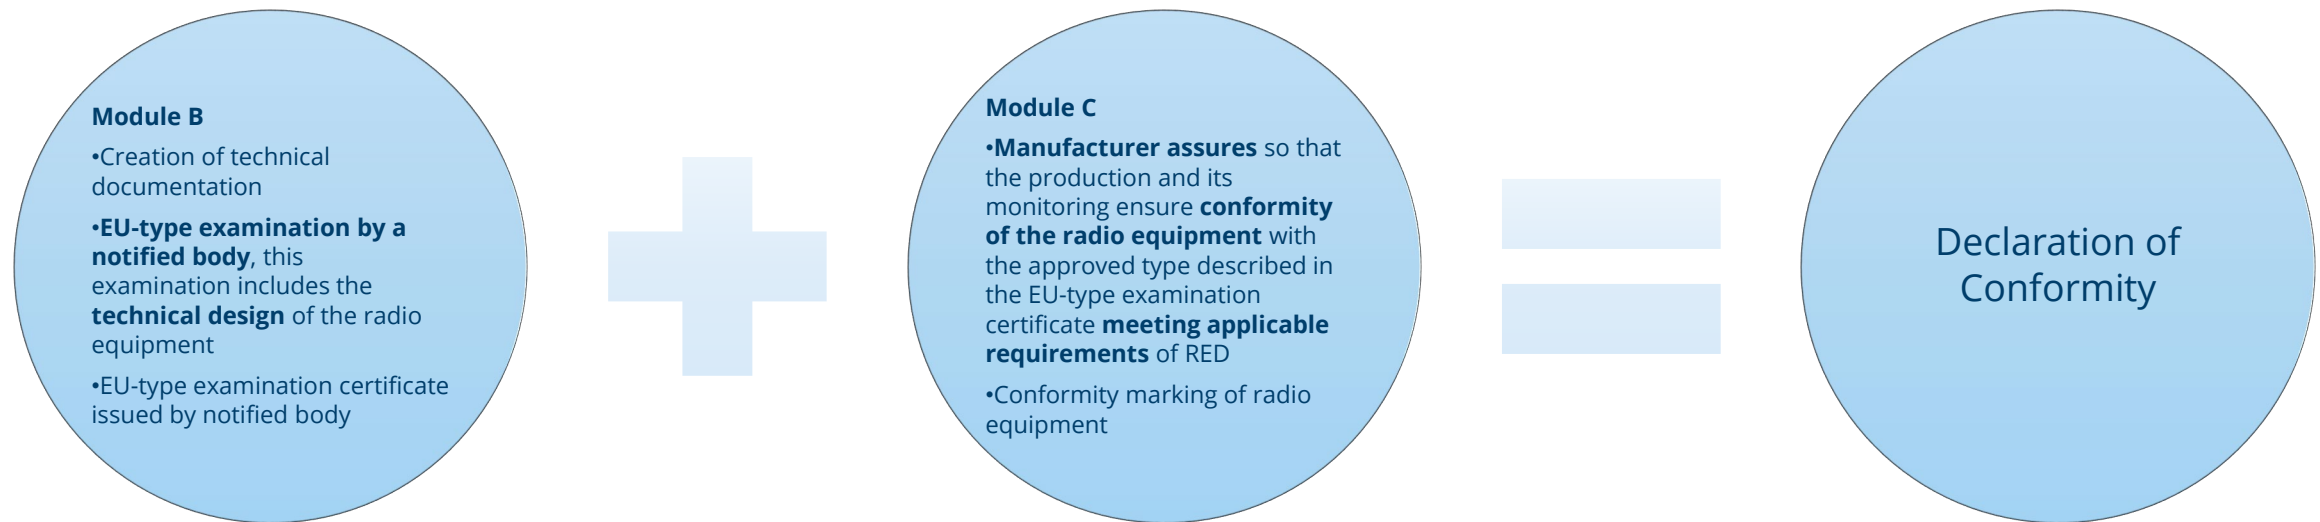 Module B
•Creation of technical
documentation
•EU-type examination by a
notified body, this
examination includes the
technical design of the radio
equipment
•EU-type examination certificate
issued by notified body
Module C
•Manufacturer assures so that
the production and its
monitoring ensure conformity
of the radio equipment with
the approved type described in
the EU-type examination
certificate meeting applicable
requirements of RED
•Conformity marking of radio
equipment
Declaration of
Conformity